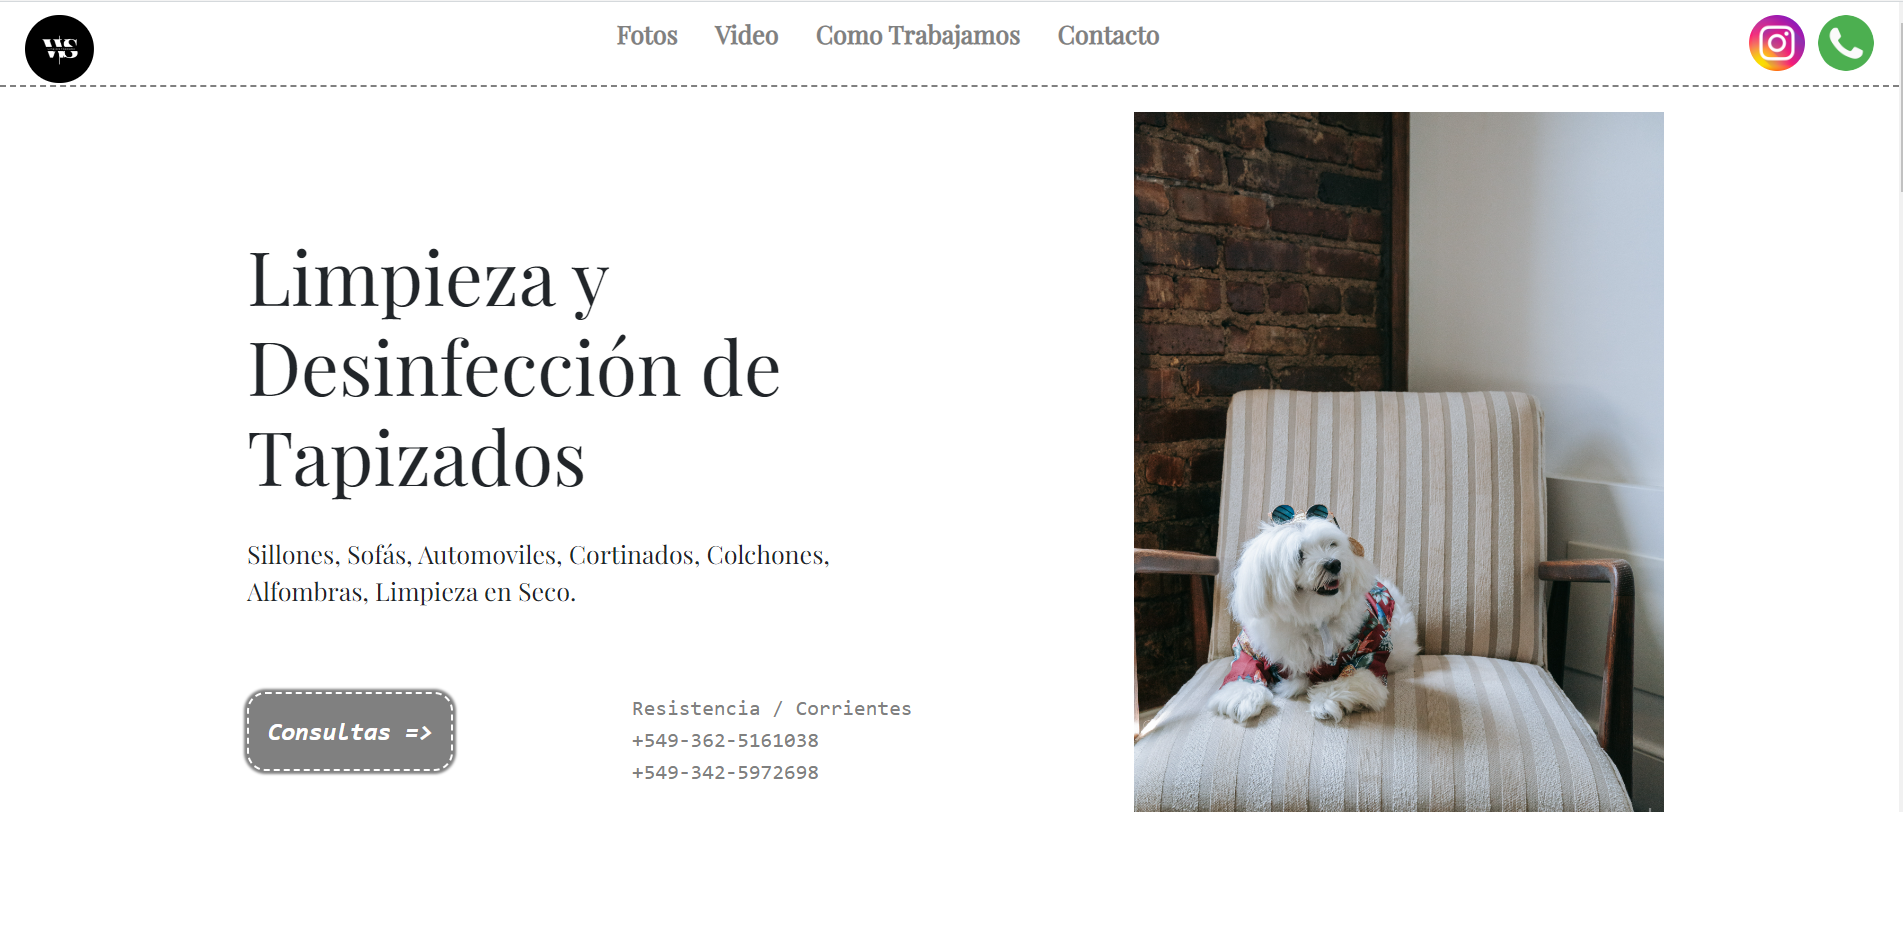 WS
Fotos Video Como Trabajamos Contacto
Limpieza y
Desinfección de
Tapizados
Sillones, Sofás, Automoviles, Cortinados, Colchones,
Alfombras, Limpieza en Seco.
Consultas =>
Resistencia / Corrientes
+549-362-5161038
+549-342-5972698